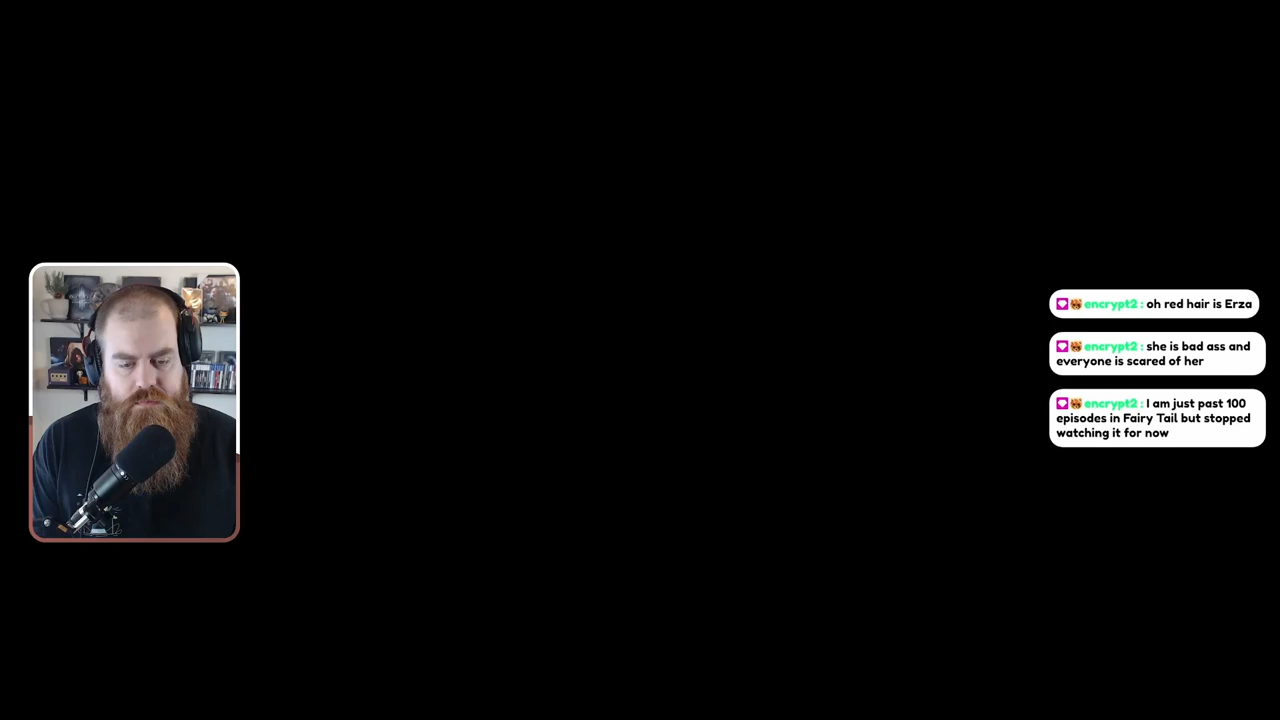 encrypt2 : oh red hair is Erza
encrypt2 : she is bad ass and
everyone is scared of her
encrypt2 : I am just past 100
episodes in Fairy Tail but stopped
watching it for now